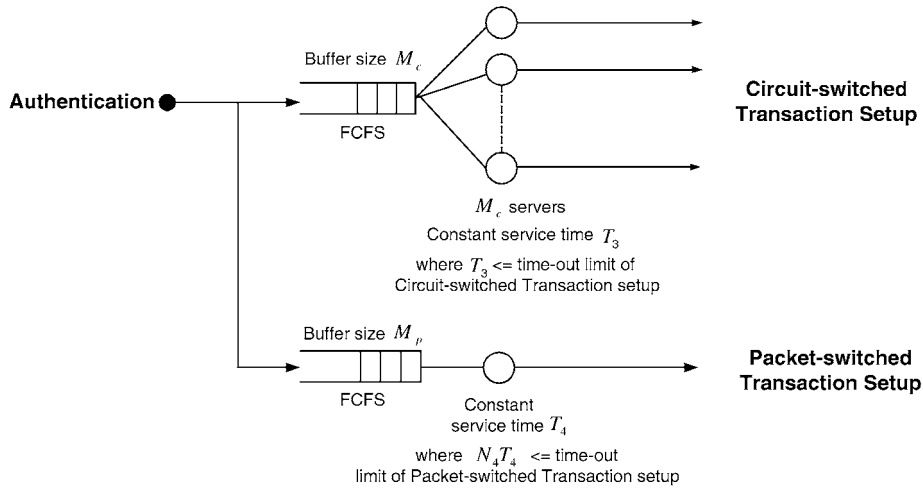 Authentication
Buffer size M_c
FCFS
M_c servers
Constant service time T_3
where T_3 <= time-out limit of
Circuit-switched Transaction setup
Circuit-switched
Transaction Setup
Buffer size M_p
FCFS
Constant
service time T_4
where N_4T_4 <= time-out
limit of Packet-switched Transaction setup
Packet-switched
Transaction Setup